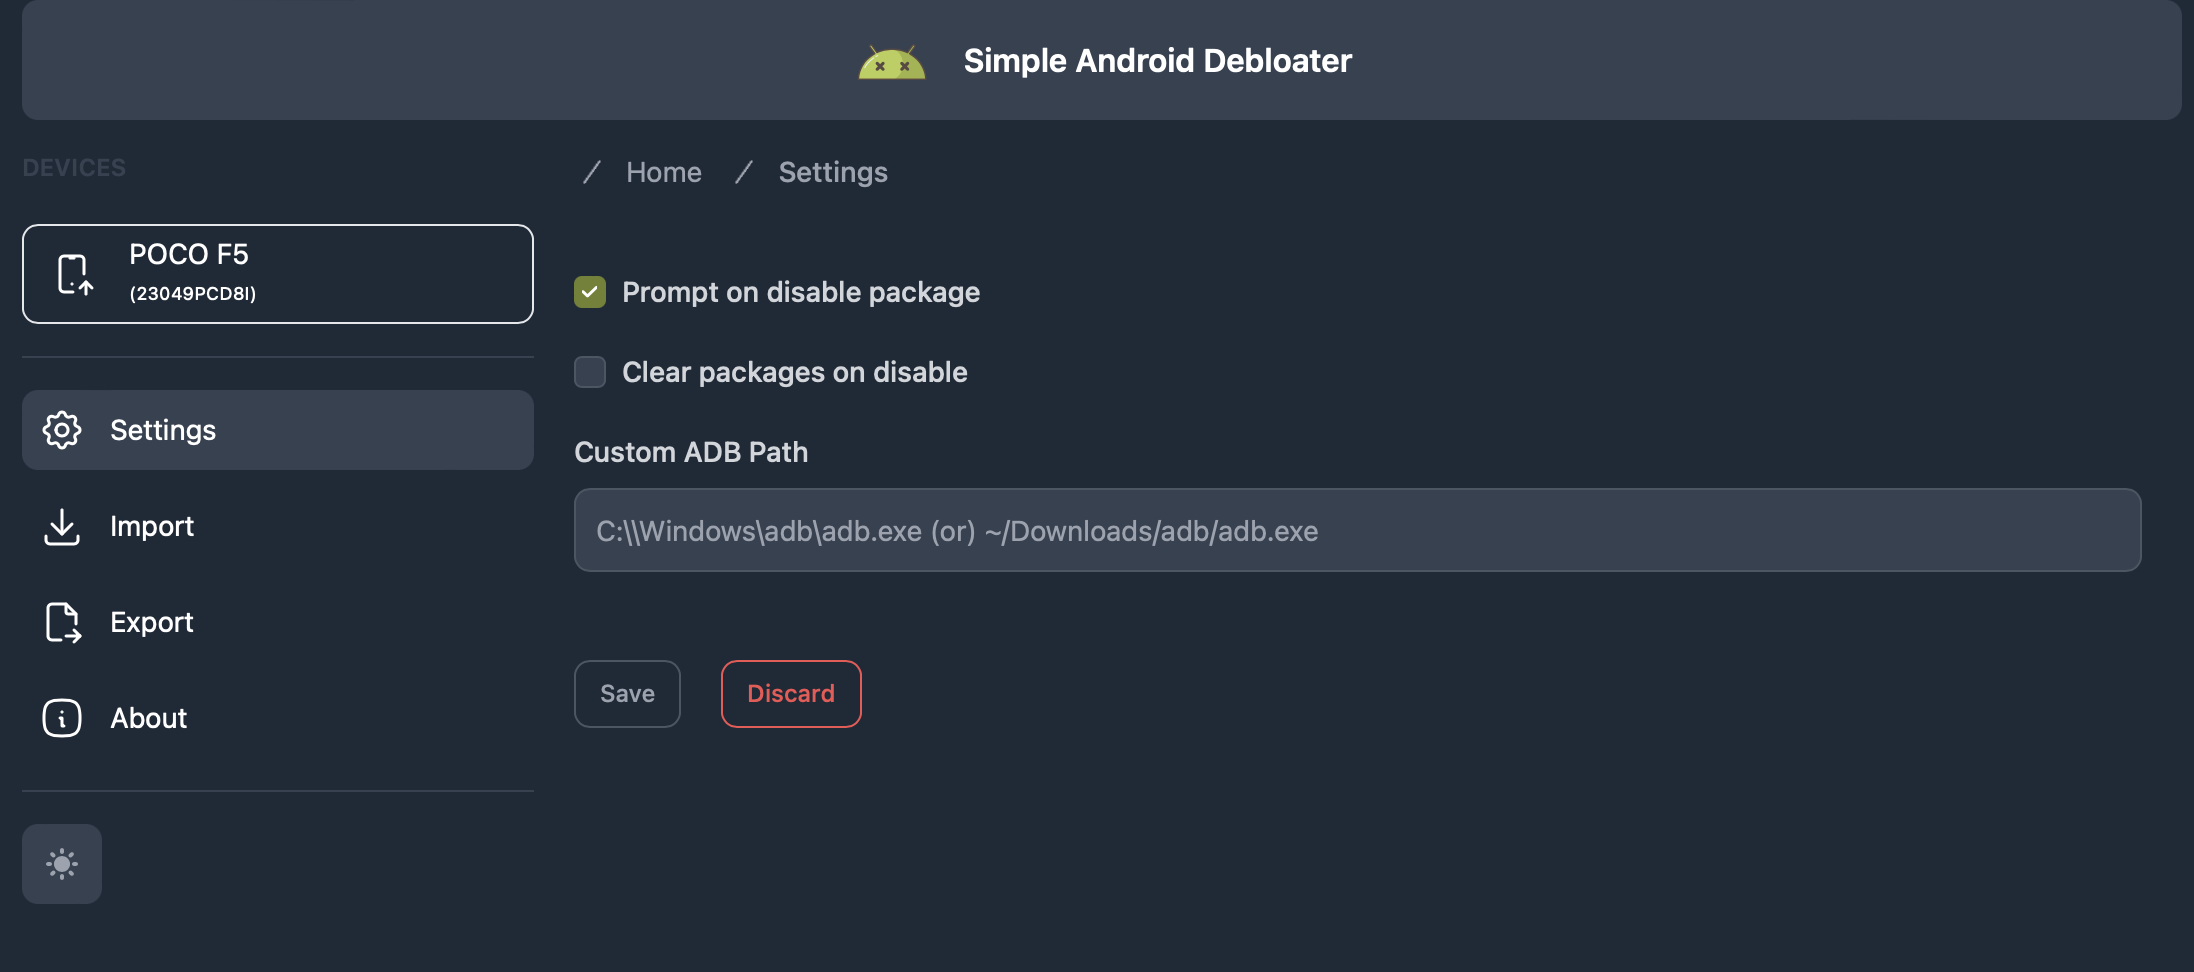 Simple Android Debloater
DEVICES
POCO F5
(23049PCD8I)
Settings
Import
Export
About
/ Home / Settings
Prompt on disable package
Clear packages on disable
Custom ADB Path
C:\\Windows\adb\adb.exe (or) ~/Downloads/adb/adb.exe
Save
Discard